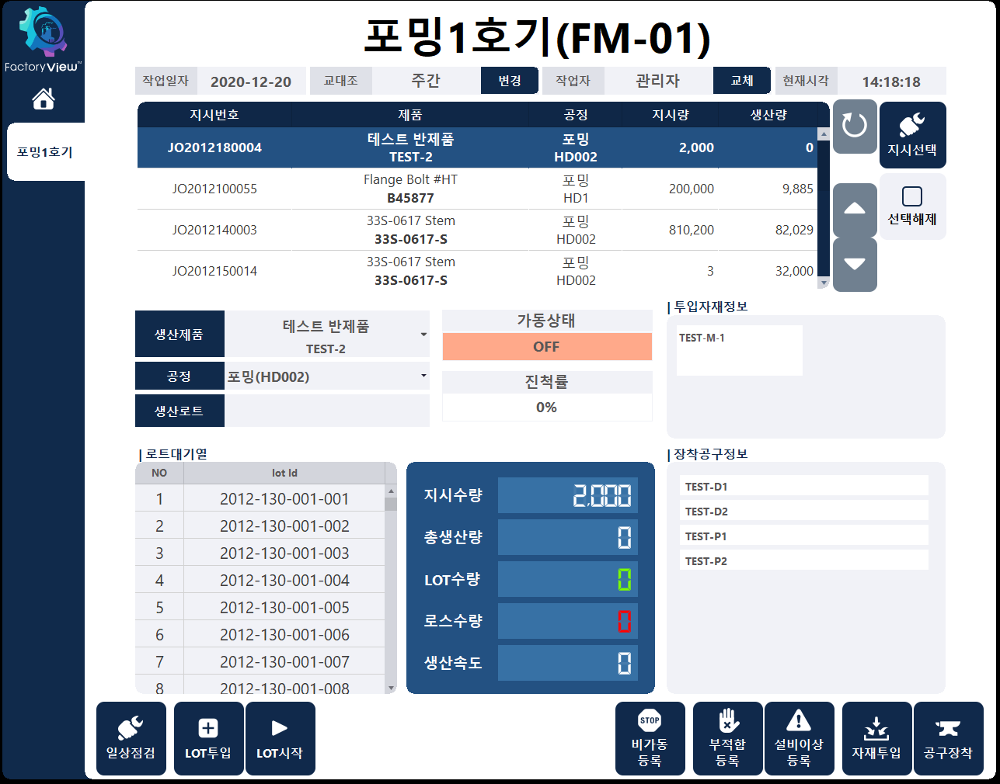 포밍1호기(FM-01)
FactoryView™
작업일자 2020-12-20 교대조 주간 변경 작업자 관리자 교체 현재시각 14:18:18
포밍1호기
지시번호 제품 공정 지시량 생산량
JO2012180004 테스트 반제품 TEST-2 포밍 HD002 2,000 0
JO2012100055 Flange Bolt #HT B45877 포밍 HD1 200,000 9,885
JO2012140003 33S-0617 Stem 33S-0617-S 포밍 HD002 810,200 82,029
JO2012150014 33S-0617 Stem 33S-0617-S 포밍 HD002 3 32,000
지시선택
선택해제
생산제품 테스트 반제품
TEST-2
공정 포밍(HD002)
생산로트
가동상태
OFF
진척률
0%
| 투입자재정보
TEST-M-1
| 로트대기열
NO lot Id
1 2012-130-001-001
2 2012-130-001-002
3 2012-130-001-003
4 2012-130-001-004
5 2012-130-001-005
6 2012-130-001-006
7 2012-130-001-007
8 2012-130-001-008
지시수량 2,000
총생산량 0
LOT수량 0
로스수량 0
생산속도 0
| 장착공구정보
TEST-D1
TEST-D2
TEST-P1
TEST-P2
일상점검
LOT투입
LOT시작
STOP
비가동
등록
부적합
등록
설비이상
등록
자재투입
공구장착